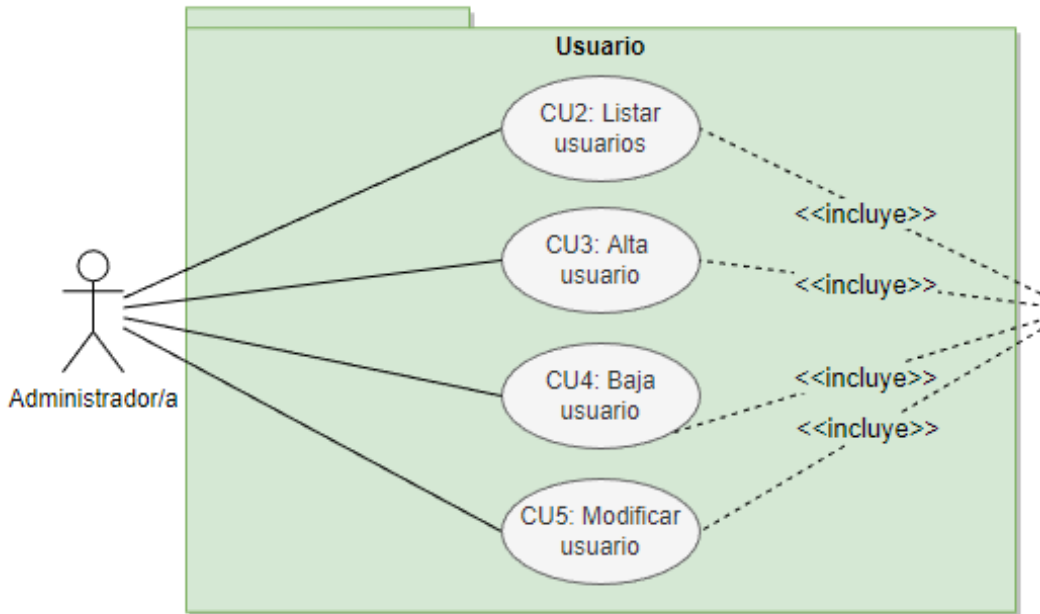 Usuario
CU2: Listar
usuarios
<<incluye>>
CU3: Alta
usuario
<<incluye>>
Administrador/a
CU4: Baja
usuario
<<incluye>>
<<incluye>>
CU5: Modificar
usuario